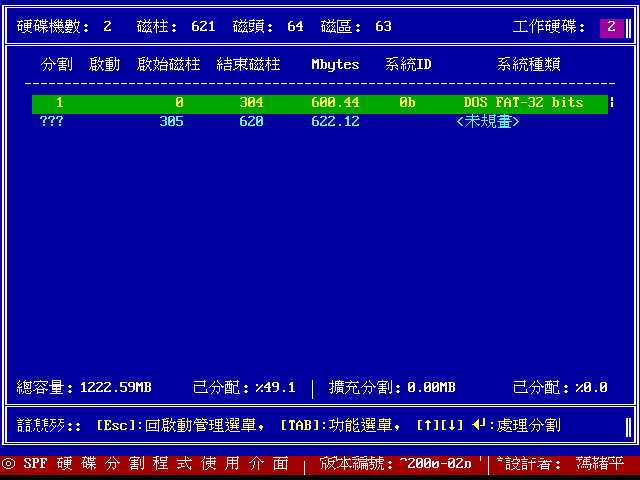 硬碟機數: 2 磁柱: 621 磁頭: 64 磁區: 63 工作硬碟: 2
分割 啟動 啟始磁柱 結束磁柱 Mbytes 系統ID 系統種類
1 0 304 600.44 0b DOS FAT-32 bits
??? 305 620 622.12 <未規畫>
總容量:1222.59MB 已分配:%49.1 | 擴充分割:0.00MB 已分配:%0.0
[Esc]:回啟動管理選單, [TAB]:功能選單, [↑][↓] ↲:處理分割
◎ SPF 硬碟分割程式使用介面 | 版本編號: | 設計者: 馮緒平